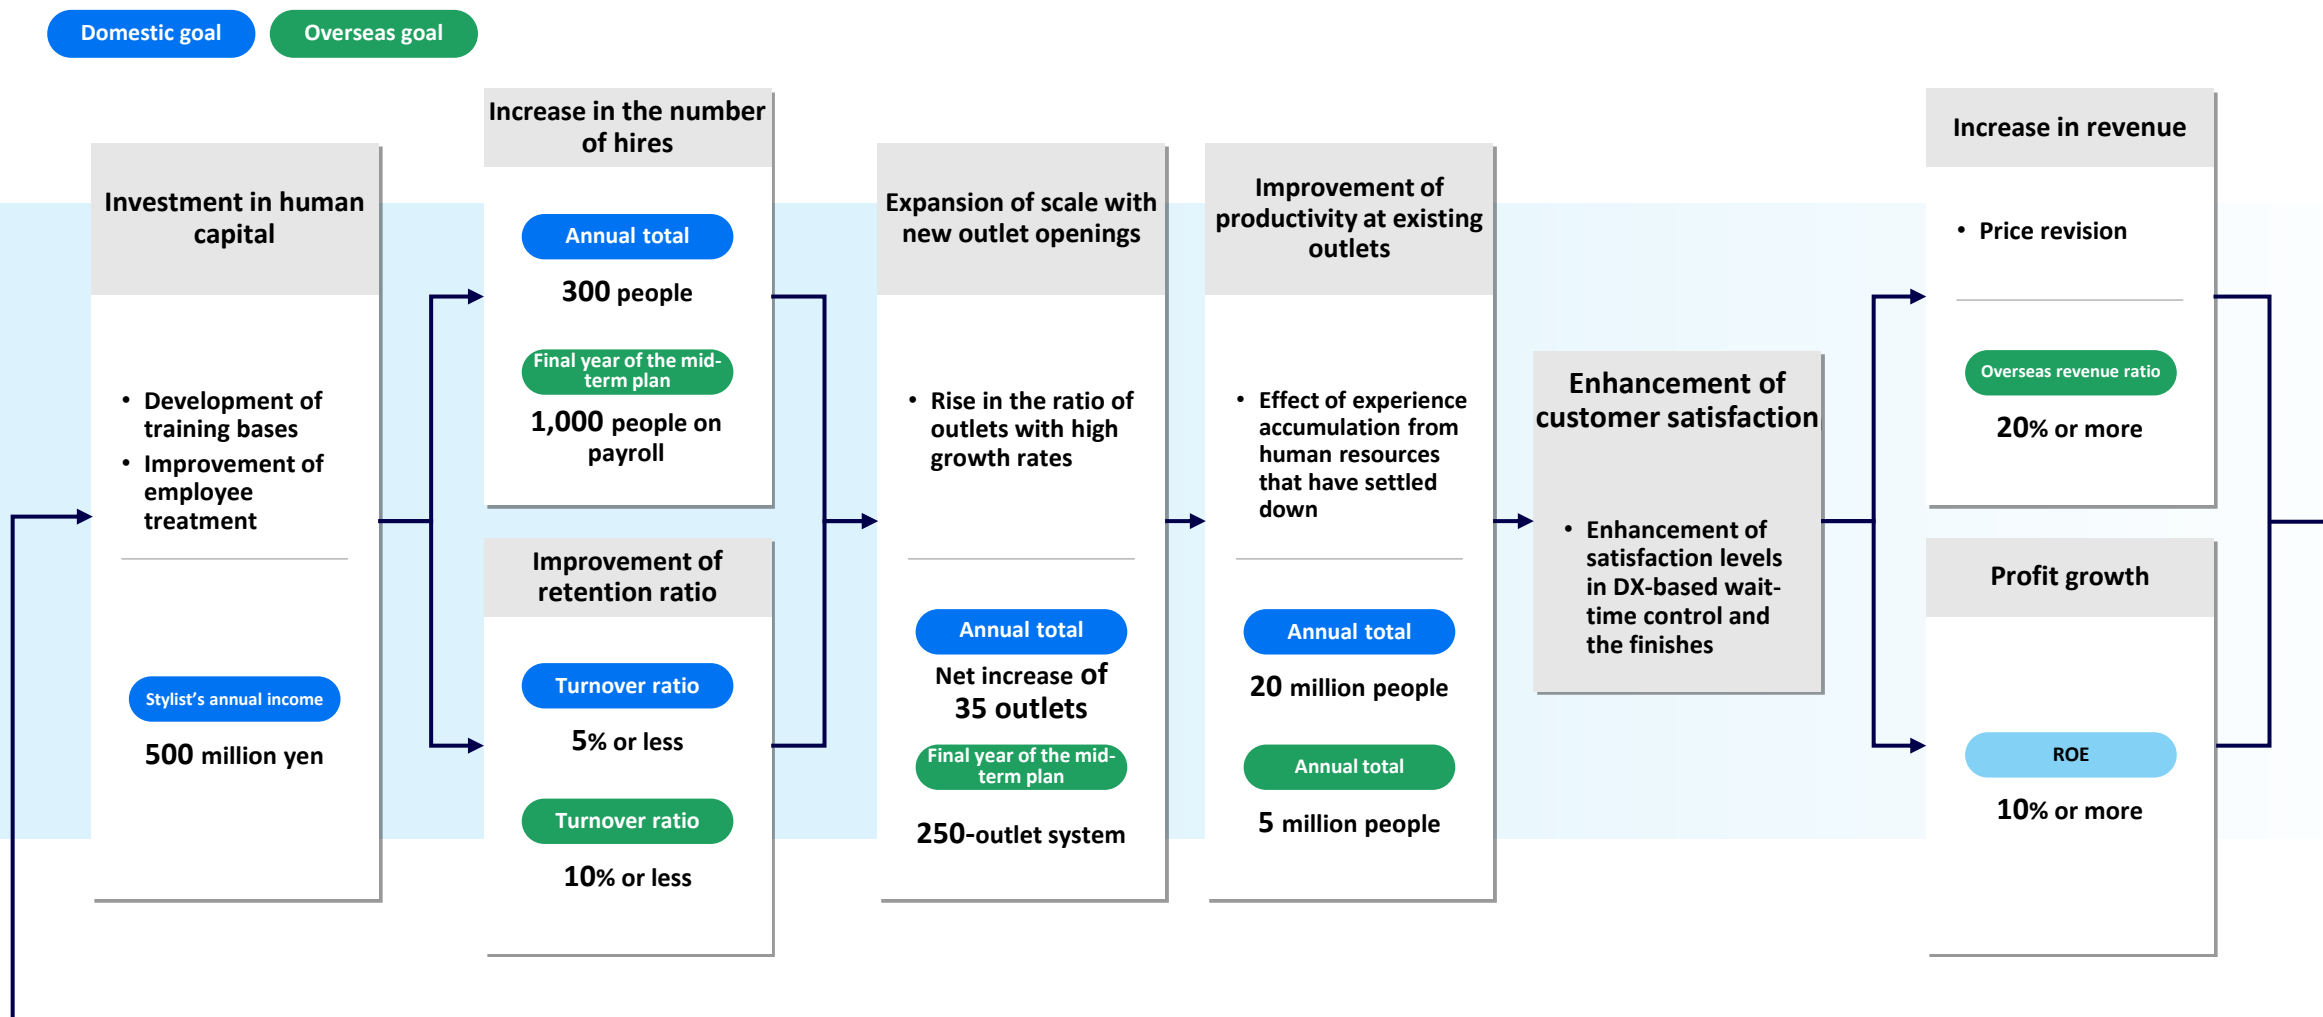 Domestic goal
Overseas goal
Investment in human
capital
• Development of
training bases
• Improvement of
employee
treatment
Stylist's annual income
500 million yen
Increase in the number
of hires
Annual total
300 people
Final year of the mid-
term plan
1,000 people on
payroll
Improvement of
retention ratio
Turnover ratio
5% or less
Turnover ratio
10% or less
Expansion of scale with
new outlet openings
• Rise in the ratio of
outlets with high
growth rates
Annual total
Net increase of
35 outlets
Final year of the mid-
term plan
250-outlet system
Improvement of
productivity at existing
outlets
• Effect of experience
accumulation from
human resources
that have settled
down
Annual total
20 million people
Annual total
5 million people
Enhancement of
customer satisfaction
• Enhancement of
satisfaction levels
in DX-based wait-
time control and
the finishes
Increase in revenue
• Price revision
Overseas revenue ratio
20% or more
Profit growth
ROE
10% or more